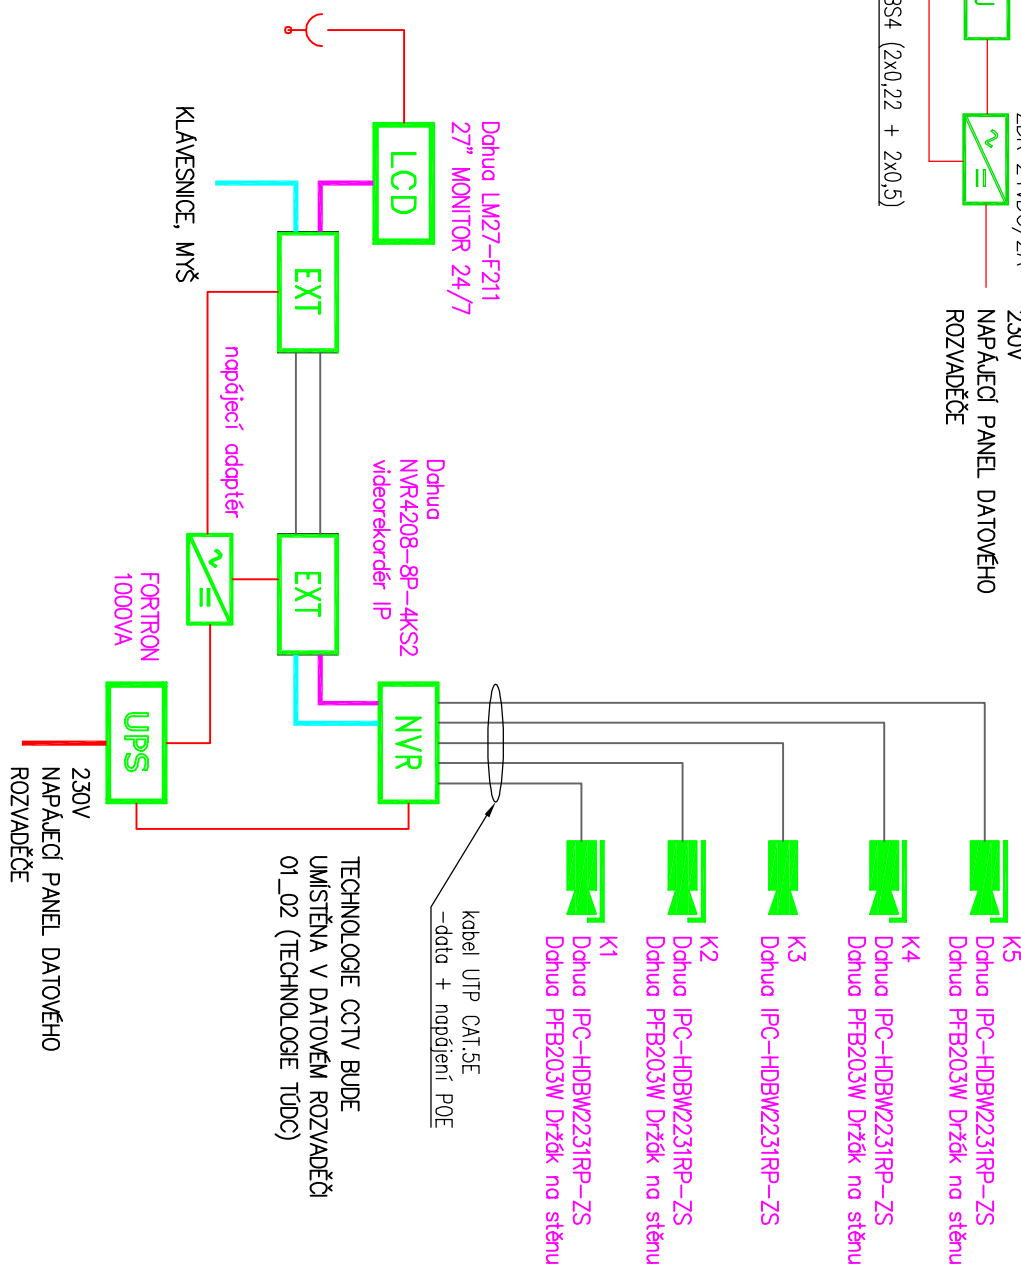 K5
Dahua IPC-HDBW2231RP-ZS
Dahua PFB203W Držák na stěnu
K4
Dahua IPC-HDBW2231RP-ZS
Dahua PFB203W Držák na stěnu
K3
Dahua IPC-HDBW2231RP-ZS
K2
Dahua IPC-HDBW2231RP-ZS
Dahua PFB203W Držák na stěnu
K1
Dahua IPC-HDBW2231RP-ZS
Dahua PFB203W Držák na stěnu
230V
NAPÁJECÍ PANEL DATOVÉHO
ROZVADĚČE
~
=
(2x0,22 + 2x0,5)
Dahua LM27-F211
27" MONITOR 24/7
LCD
KLÁVESNICE, MYŠ
EXT
EXT
napájecí adaptér
~
=
Dahua
NVR4208-8P-4KS2
videorekordér IP
NVR
kabel UTP CAT.5E
-data + napájení POE
FORTRON
1000VA
UPS
230V
NAPÁJECÍ PANEL DATOVÉHO
ROZVADĚČE
TECHNOLOGIE CCTV BUDE
UMÍSTĚNA V DATOVÉM ROZVADĚČI
01_02 (TECHNOLOGIE TÚDC)